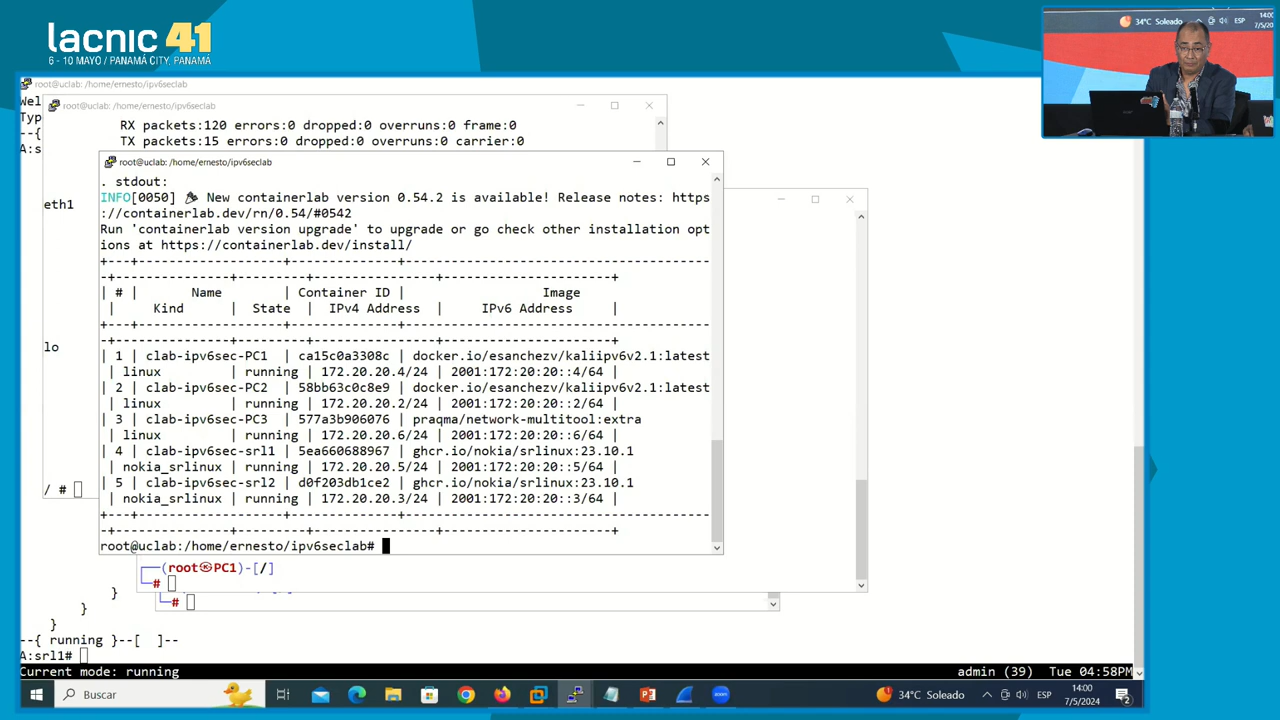 lacnic 41
6 - 10 MAYO / PANAMÁ CITY, PANAMÁ
34°C Soleado
ESP
14:00
7/5/202
root@uclab: /home/ernesto/ipv6seclab
Wel
Typ
--{
A:s
eth1
lo
/ #
root@uclab: /home/ernesto/ipv6seclab
RX packets:120 errors:0 dropped:0 overruns:0 frame:0
TX packets:15 errors:0 dropped:0 overruns:0 carrier:0
root@uclab: /home/ernesto/ipv6seclab
. stdout:
INFO[0050] 🎉 New containerlab version 0.54.2 is available! Release notes: https
://containerlab.dev/rn/0.54/#0542
Run 'containerlab version upgrade' to upgrade or go check other installation opt
ions at https://containerlab.dev/install/
+---+--------------------+--------------+----------------------------------------
-+---------------+---------+----------------+----------------------+
| # |       Name       | Container ID |                  Image
|     Kind      |  State  |  IPv4 Address  |     IPv6 Address     |
+---+--------------------+--------------+----------------------------------------
-+---------------+---------+----------------+----------------------+
| 1 | clab-ipv6sec-PC1 | ca15c0a3308c | docker.io/esanchezv/kaliipv6v2.1:latest
| linux         | running | 172.20.20.4/24 | 2001:172:20:20::4/64 |
| 2 | clab-ipv6sec-PC2 | 58bb63c0c8e9 | docker.io/esanchezv/kaliipv6v2.1:latest
| linux         | running | 172.20.20.2/24 | 2001:172:20:20::2/64 |
| 3 | clab-ipv6sec-PC3 | 577a3b906076 | praqma/network-multitool:extra
| linux         | running | 172.20.20.6/24 | 2001:172:20:20::6/64 |
| 4 | clab-ipv6sec-srl1 | 5ea660688967 | ghcr.io/nokia/srlinux:23.10.1
| nokia_srlinux | running | 172.20.20.5/24 | 2001:172:20:20::5/64 |
| 5 | clab-ipv6sec-srl2 | d0f203db1ce2 | ghcr.io/nokia/srlinux:23.10.1
| nokia_srlinux | running | 172.20.20.3/24 | 2001:172:20:20::3/64 |
+---+--------------------+--------------+----------------------------------------
-+---------------+---------+----------------+----------------------+
root@uclab:/home/ernesto/ipv6seclab#
┌──(root㉿PC1)-[/]
└─#
└─#
}
}
}
--{ running }--[  ]--
A:srl1#
Current mode: running
admin (39)  Tue 04:58PM
Buscar
34°C Soleado
ESP
14:00
7/5/2024
2